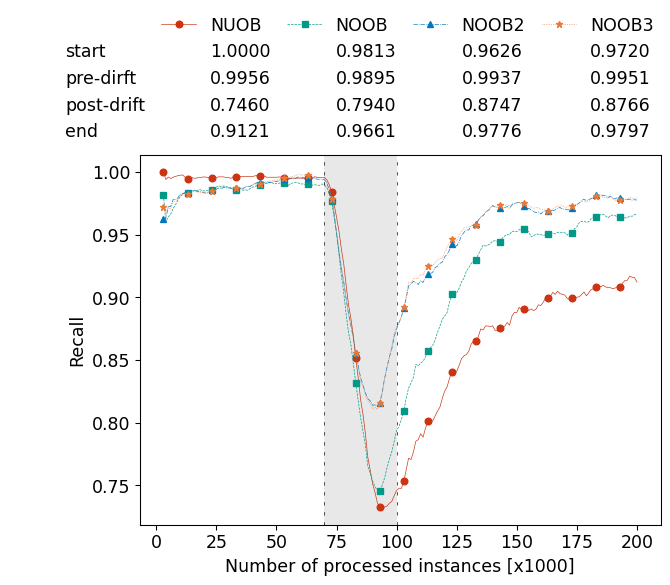 NUOB NOOB NOOB2 NOOB3
start 1.0000 0.9813 0.9626 0.9720
pre-dirft 0.9956 0.9895 0.9937 0.9951
post-drift 0.7460 0.7940 0.8747 0.8766
end 0.9121 0.9661 0.9776 0.9797
1.00
0.95
0.90
0.85
0.80
0.75
Recall
0 25 50 75 100 125 150 175 200
Number of processed instances [x1000]